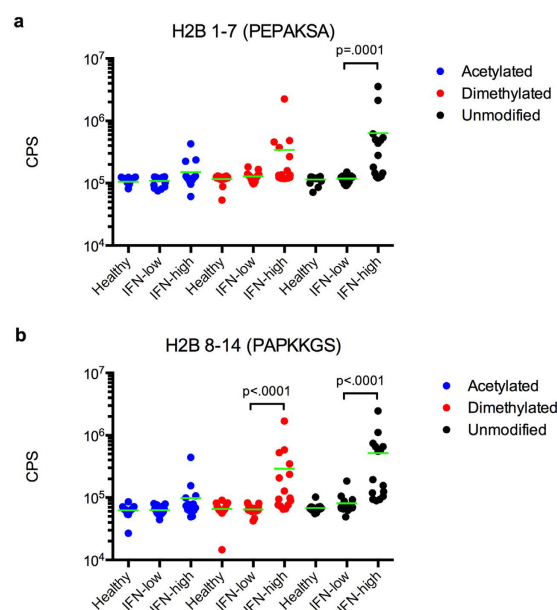 a
H2B 1-7 (PEPAKSA)
p=.0001
10^7
10^6
10^5
10^4
CPS
Acetylated
Dimethylated
Unmodified
Healthy
IFN-low
IFN-high
Healthy
IFN-low
IFN-high
Healthy
IFN-low
IFN-high
b
H2B 8-14 (PAPKKGS)
p<.0001
p<.0001
10^7
10^6
10^5
10^4
CPS
Acetylated
Dimethylated
Unmodified
Healthy
IFN-low
IFN-high
Healthy
IFN-low
IFN-high
Healthy
IFN-low
IFN-high